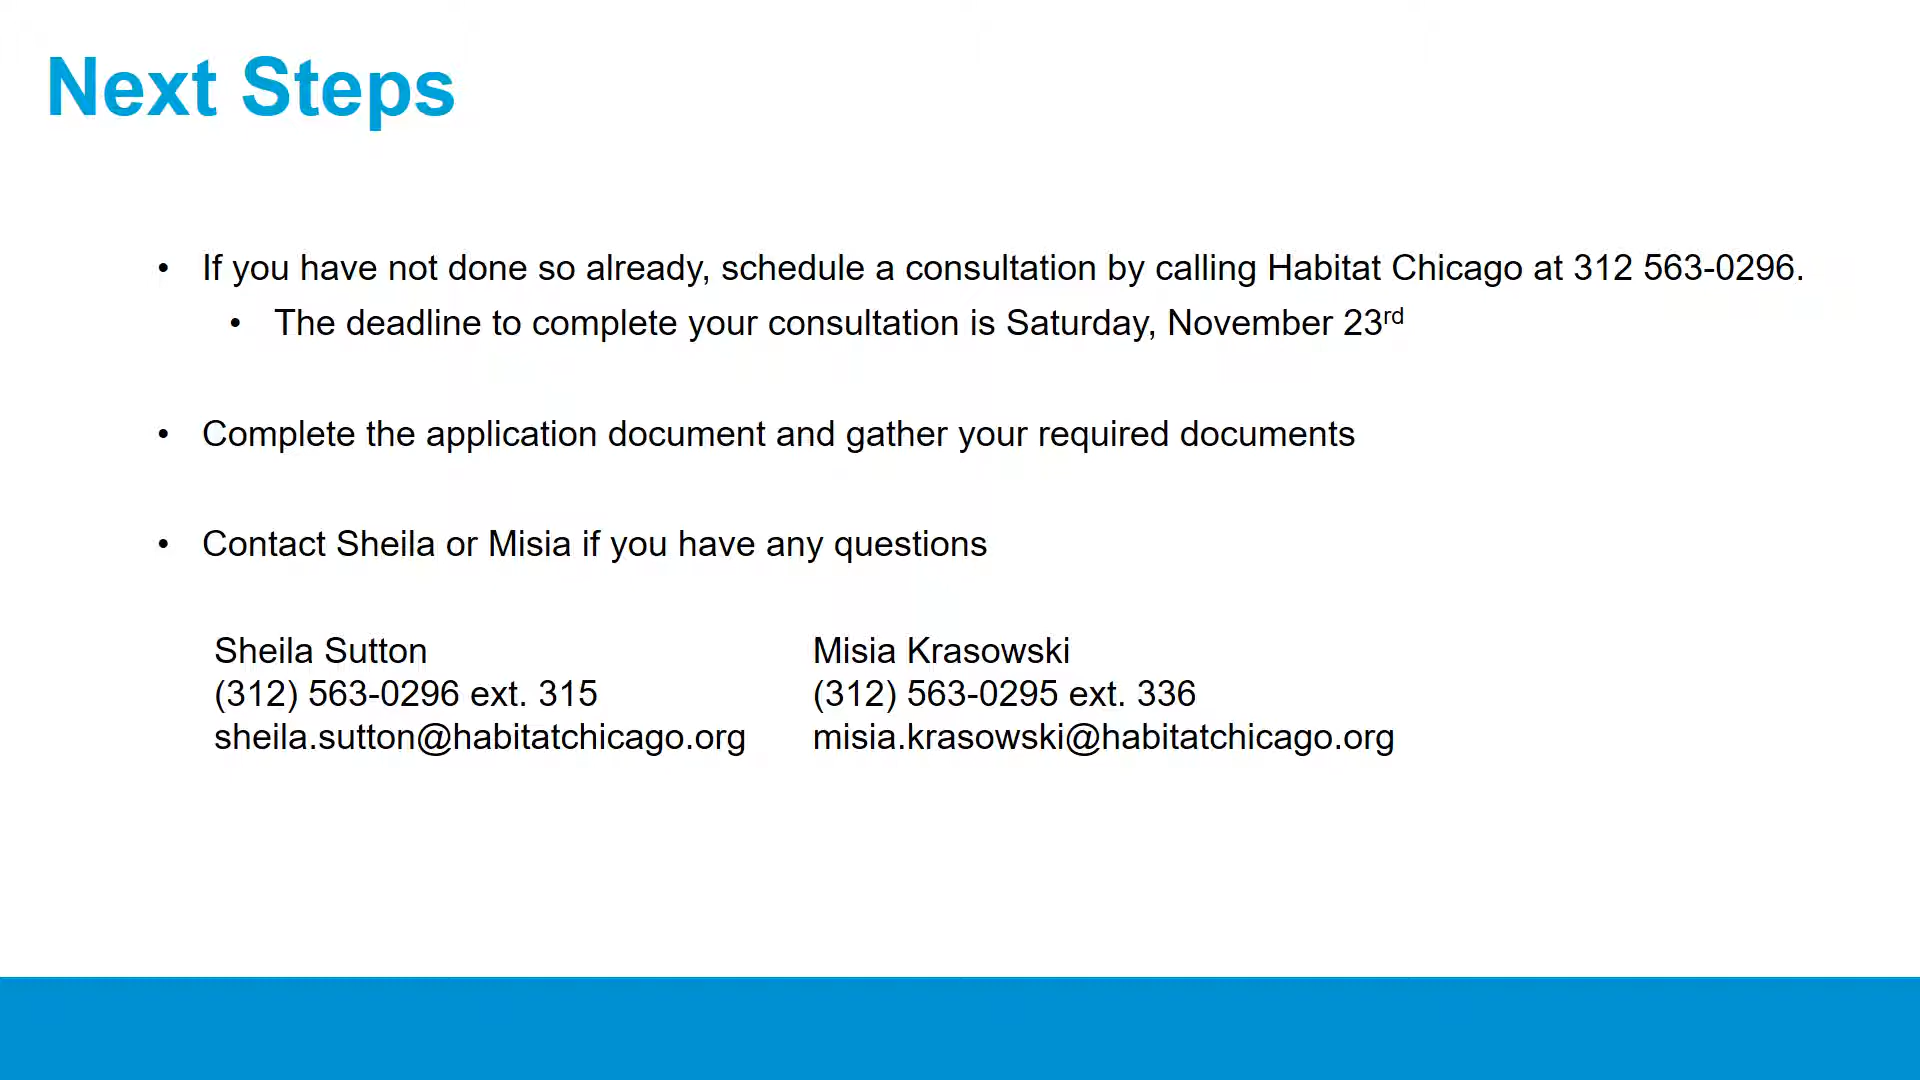 Next Steps
• If you have not done so already, schedule a consultation by calling Habitat Chicago at 312 563-0296.
• The deadline to complete your consultation is Saturday, November 23rd
• Complete the application document and gather your required documents
• Contact Sheila or Misia if you have any questions
Sheila Sutton
(312) 563-0296 ext. 315
sheila.sutton@habitatchicago.org
Misia Krasowski
(312) 563-0295 ext. 336
misia.krasowski@habitatchicago.org